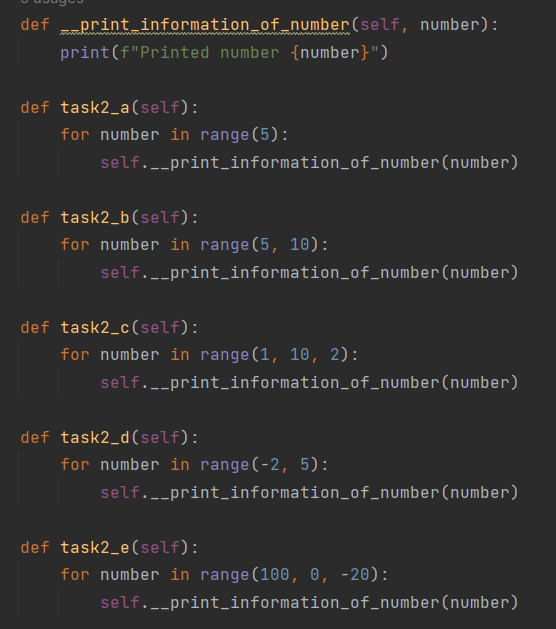 usages
def __print_information_of_number(self, number):
    print(f"Printed number {number}")
def task2_a(self):
    for number in range(5):
        self.__print_information_of_number(number)
def task2_b(self):
    for number in range(5, 10):
        self.__print_information_of_number(number)
def task2_c(self):
    for number in range(1, 10, 2):
        self.__print_information_of_number(number)
def task2_d(self):
    for number in range(-2, 5):
        self.__print_information_of_number(number)
def task2_e(self):
    for number in range(100, 0, -20):
        self.__print_information_of_number(number)